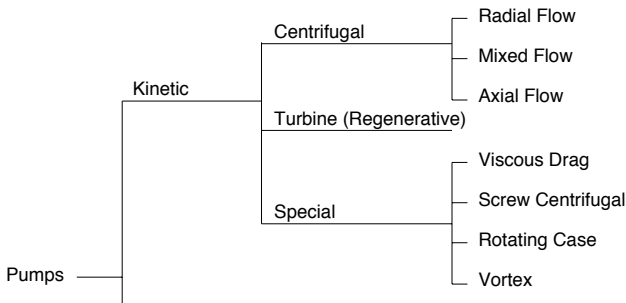 Radial Flow
Centrifugal
Mixed Flow
Kinetic
Axial Flow
Turbine (Regenerative)
Viscous Drag
Screw Centrifugal
Special
Rotating Case
Pumps
Vortex